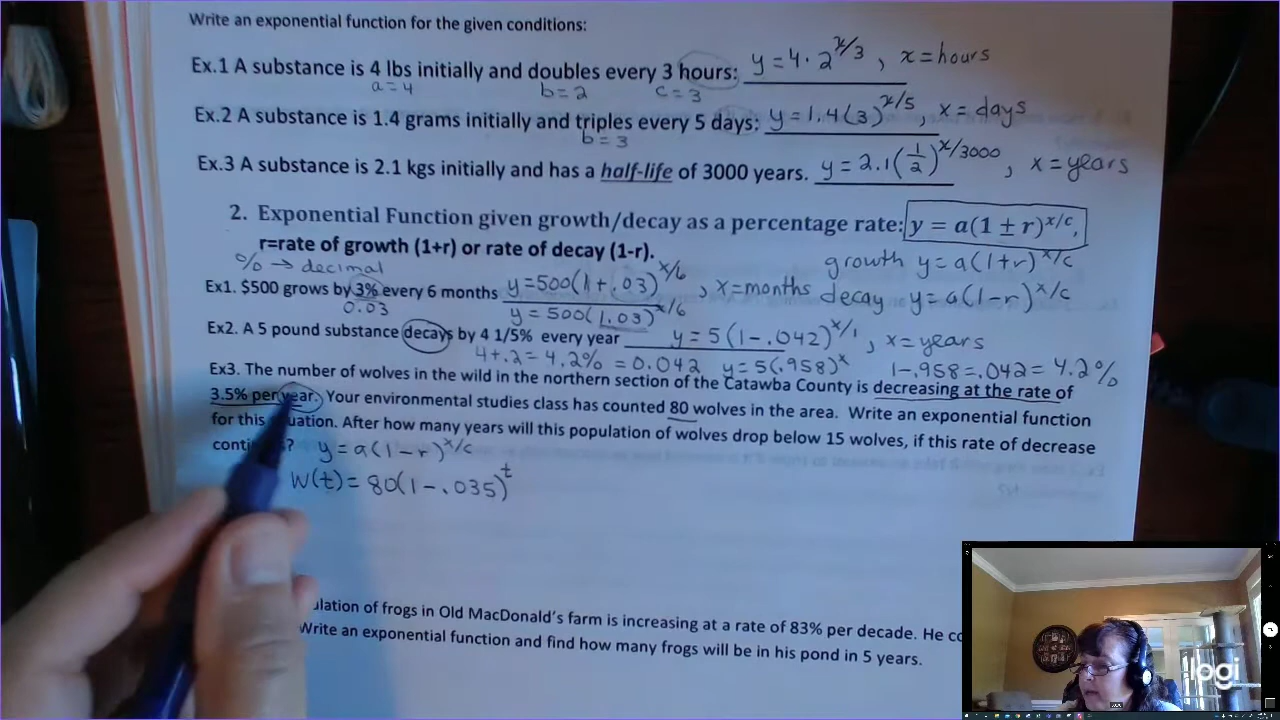 Write an exponential function for the given conditions:
Ex.1 A substance is 4 lbs initially and doubles every 3 hours: y = 4 · 2^(x/3) , x = hours
a = 4 b = 2 c = 3
Ex.2 A substance is 1.4 grams initially and triples every 5 days: y = 1.4(3)^(x/5) , x = days
b = 3
Ex.3 A substance is 2.1 kgs initially and has a half-life of 3000 years. y = 2.1(1/2)^(x/3000) , x = years
2. Exponential Function given growth/decay as a percentage rate: y = a(1 ± r)^(x/c).
r=rate of growth (1+r) or rate of decay (1-r).
% → decimal growth y = a(1+r)^(x/c)
Ex1. $500 grows by 3% every 6 months y = 500(1 + .03)^(x/6) , x = months decay y = a(1-r)^(x/c)
0.03 y = 500(1.03)^(x/6)
Ex2. A 5 pound substance decays by 4 1/5% every year y = 5(1 - .042)^(x/1) , x = years
4 + .2 = 4.2% = 0.042 y = 5(.958)^x 1 - .958 = .042 = 4.2%
Ex3. The number of wolves in the wild in the northern section of the Catawba County is decreasing at the rate of
3.5% per year. Your environmental studies class has counted 80 wolves in the area. Write an exponential function
for this After how many years will this population of wolves drop below 15 wolves, if this rate of decrease
y = a(1-r)^(x/c)
W(t) = 80(1 - .035)^t
of frogs in Old MacDonald's farm is increasing at a rate of 83% per decade. He
Write an exponential function and find how many frogs will be in his pond in 5 years.
logi